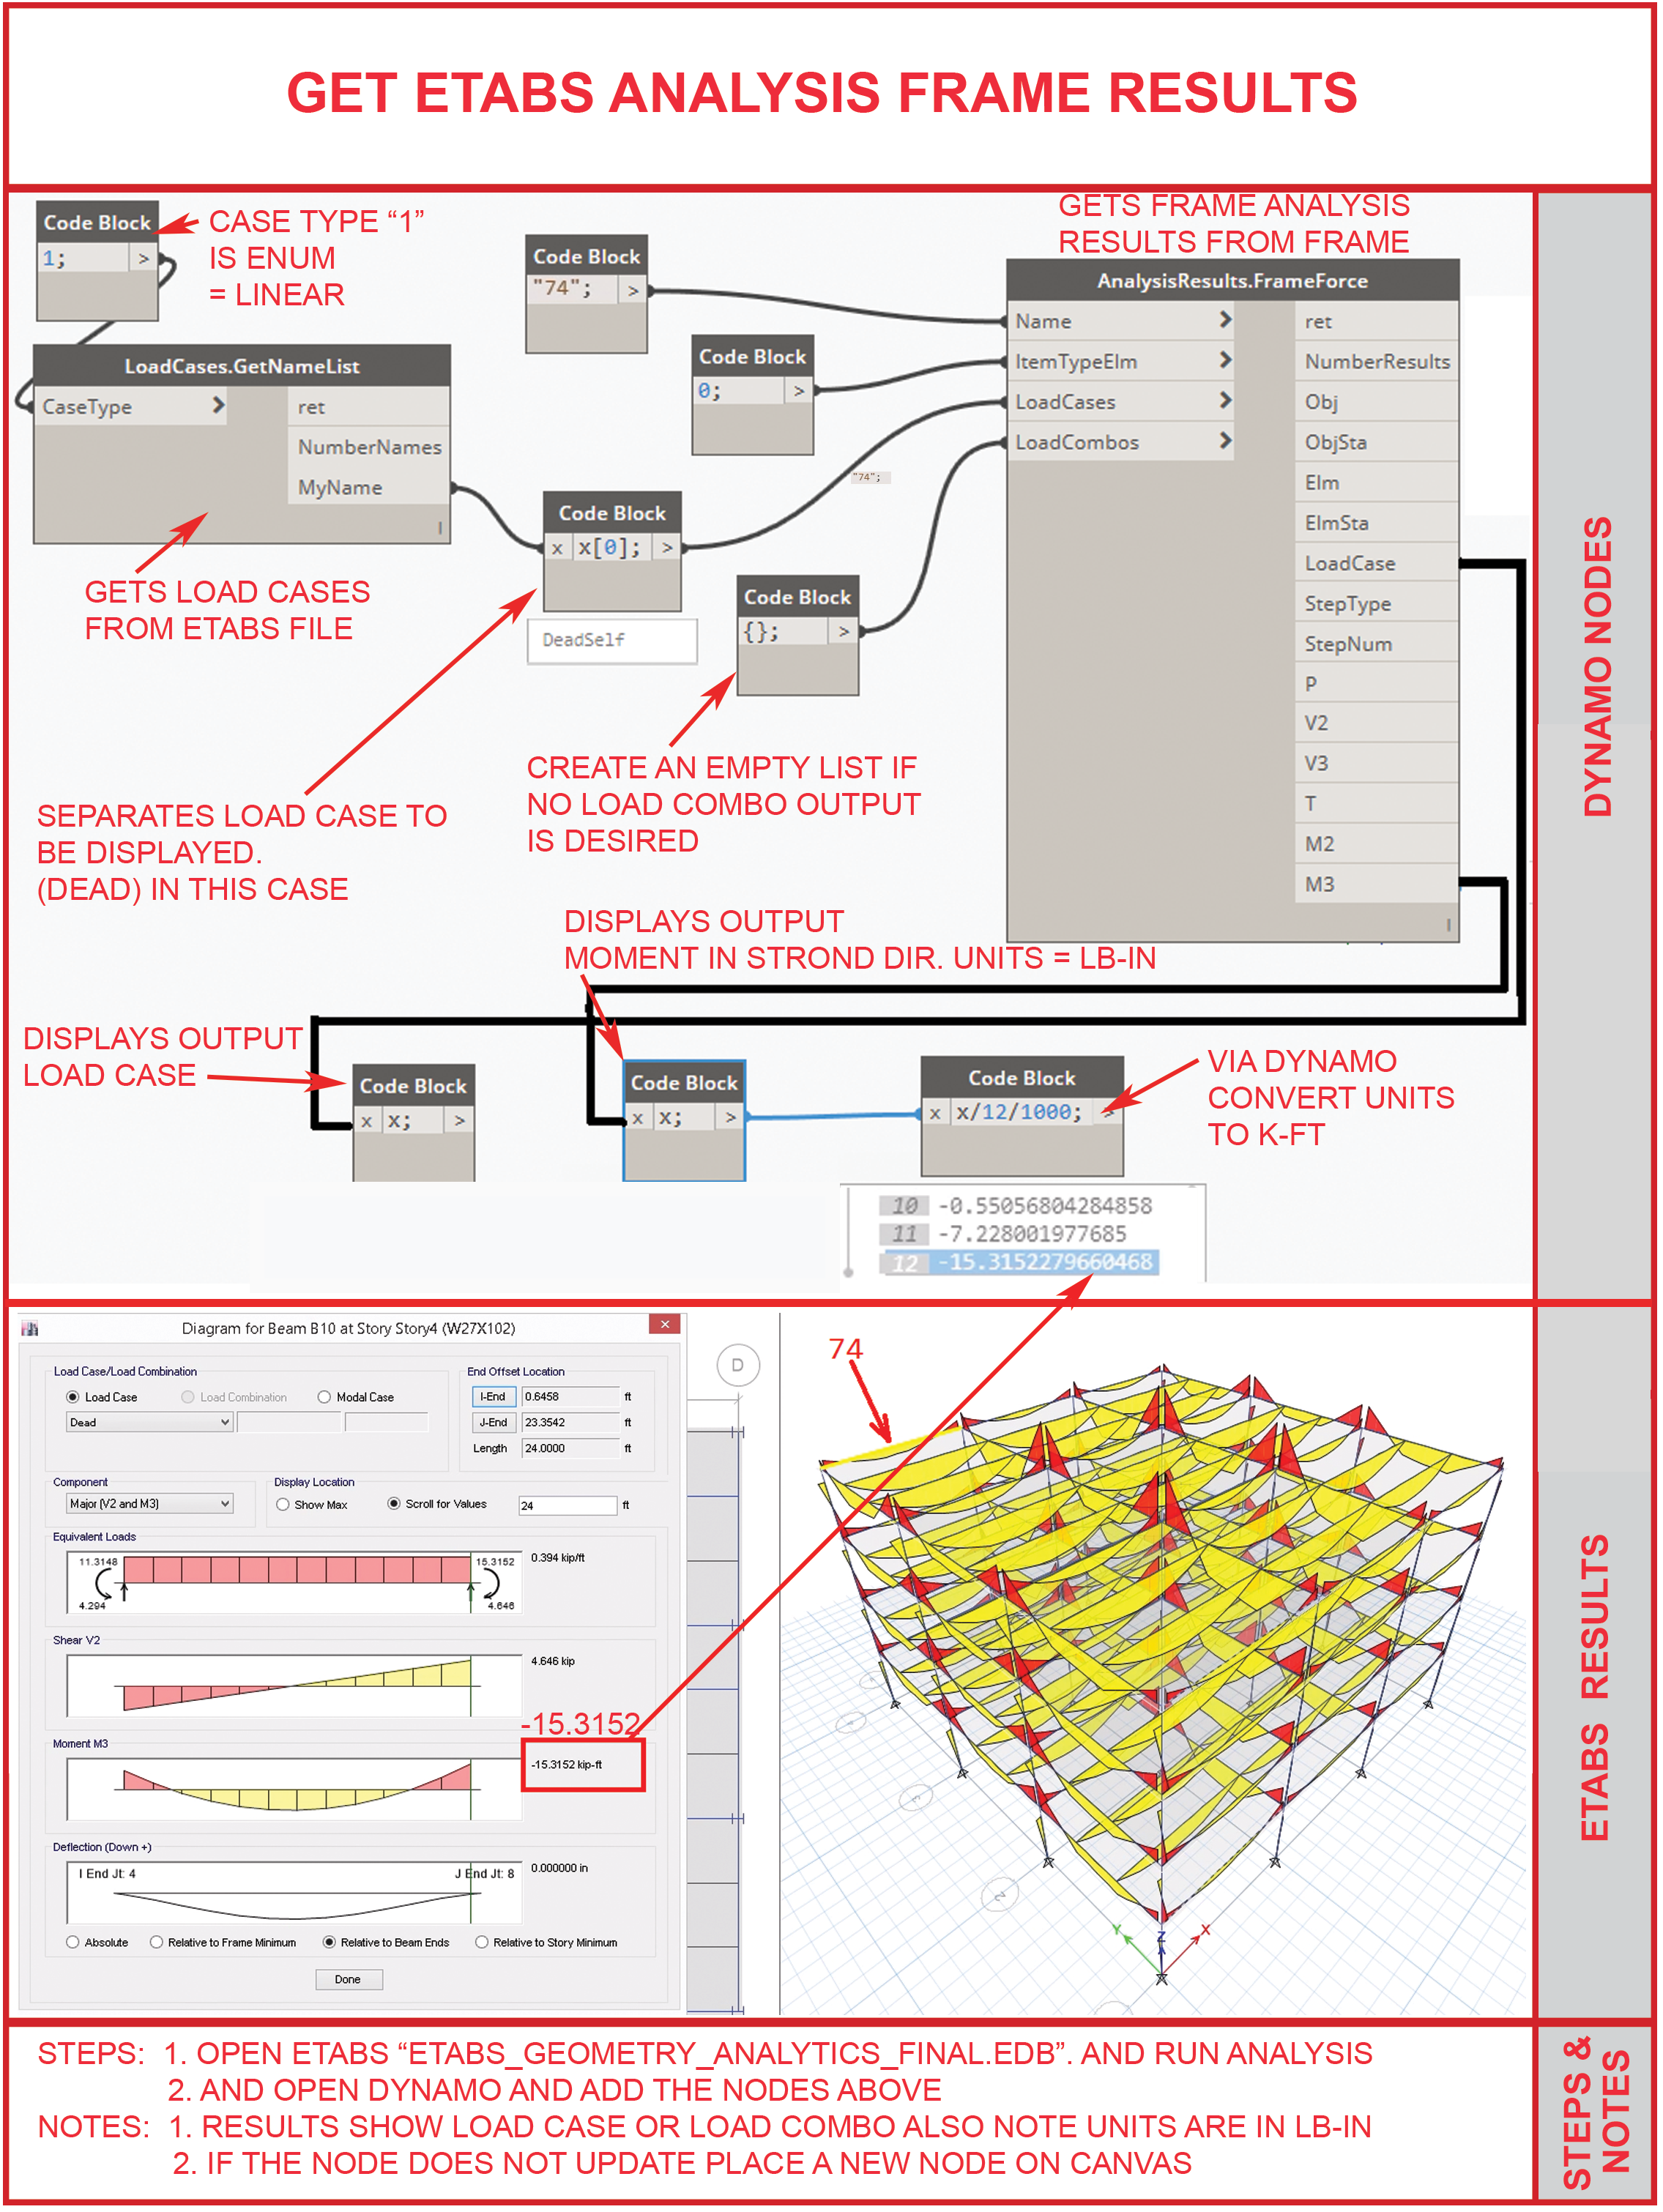 GET ETABS ANALYSIS FRAME RESULTS
Code Block
1; >
CASE TYPE “1”
IS ENUM
= LINEAR
LoadCases.GetNameList
CaseType >
ret
NumberNames
MyName
GETS LOAD CASES
FROM ETABS FILE
Code Block
"74"; >
Code Block
0; >
"74";
Code Block
x x[0]; >
DeadSelf
Code Block
{}; >
SEPARATES LOAD CASE TO
BE DISPLAYED.
(DEAD) IN THIS CASE
CREATE AN EMPTY LIST IF
NO LOAD COMBO OUTPUT
IS DESIRED
GETS FRAME ANALYSIS
RESULTS FROM FRAME
AnalysisResults.FrameForce
Name > ret
ItemTypeElm > NumberResults
LoadCases > Obj
LoadCombos > ObjSta
Elm
ElmSta
LoadCase
StepType
StepNum
P
V2
V3
T
M2
M3
DYNAMO NODES
DISPLAYS OUTPUT
MOMENT IN STROND DIR. UNITS = LB-IN
DISPLAYS OUTPUT
LOAD CASE
Code Block
x x; >
Code Block
x x; >
Code Block
x x/12/1000; >
VIA DYNAMO
CONVERT UNITS
TO K-FT
10 -0.55056804284858
11 -7.228001977685
12 -15.3152279660468
Diagram for Beam B10 at Story Story4 (W27X102)
Load Case/Load Combination
Load Case Load Combination Modal Case
Dead
End Offset Location
I-End 0.6458 ft
J-End 23.3542 ft
Length 24.0000 ft
Component
Major (V2 and M3)
Display Location
Show Max Scroll for Values 24 ft
Equivalent Loads
11.3148 15.3152 0.394 kip/ft
4.294 4.646
Shear V2
4.646 kip
-15.3152
Moment M3
-15.3152 kip-ft
Deflection (Down +)
I End Jt: 4 J End Jt: 8 0.000000 in
Absolute Relative to Frame Minimum Relative to Beam Ends Relative to Story Minimum
Done
D
74
Y Z X
ETABS RESULTS
STEPS: 1. OPEN ETABS “ETABS_GEOMETRY_ANALYTICS_FINAL.EDB”. AND RUN ANALYSIS
2. AND OPEN DYNAMO AND ADD THE NODES ABOVE
NOTES: 1. RESULTS SHOW LOAD CASE OR LOAD COMBO ALSO NOTE UNITS ARE IN LB-IN
2. IF THE NODE DOES NOT UPDATE PLACE A NEW NODE ON CANVAS
STEPS &
NOTES